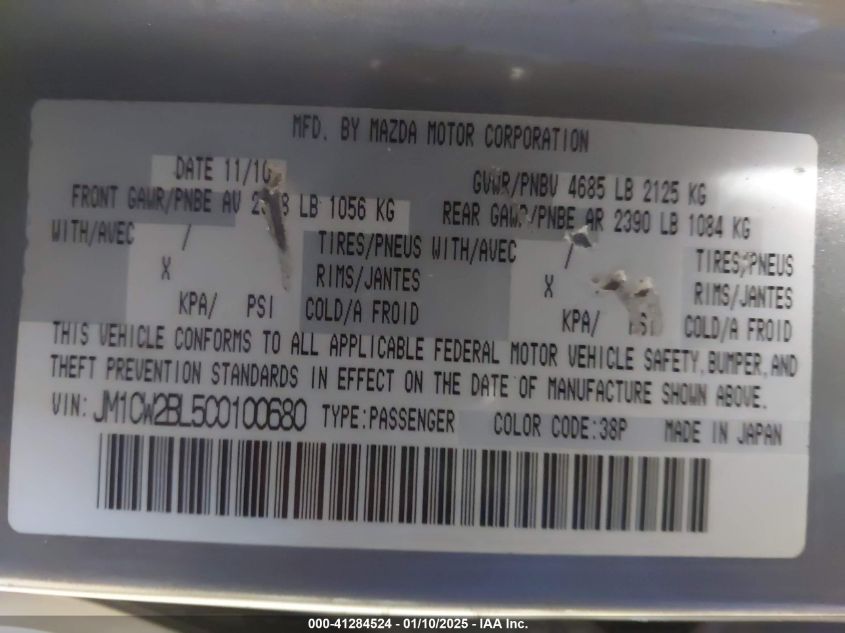 MFD. BY MAZDA MOTOR CORPORATION
DATE 11/10 GVWR/PNBV 4685 LB 2125 KG
FRONT GAWR/PNBE AV LB 1056 KG REAR GAWR/PNBE AR 2390 LB 1084 KG
WITH/AVEC / TIRES/PNEUS WITH/AVEC / TIRES/PNEUS
X RIMS/JANTES X RIMS/JANTES
KPA/ PSI COLD/A FROID KPA/ PSI COLD/A FROID
THIS VEHICLE CONFORMS TO ALL APPLICABLE FEDERAL MOTOR VEHICLE SAFETY, BUMPER, AND
THEFT PREVENTION STANDARDS IN EFFECT ON THE DATE OF MANUFACTURE SHOWN ABOVE.
VIN: JM1CW2BL5C0100680 TYPE:PASSENGER COLOR CODE:38P MADE IN JAPAN
000-41284524 - 01/10/2025 - IAA Inc.